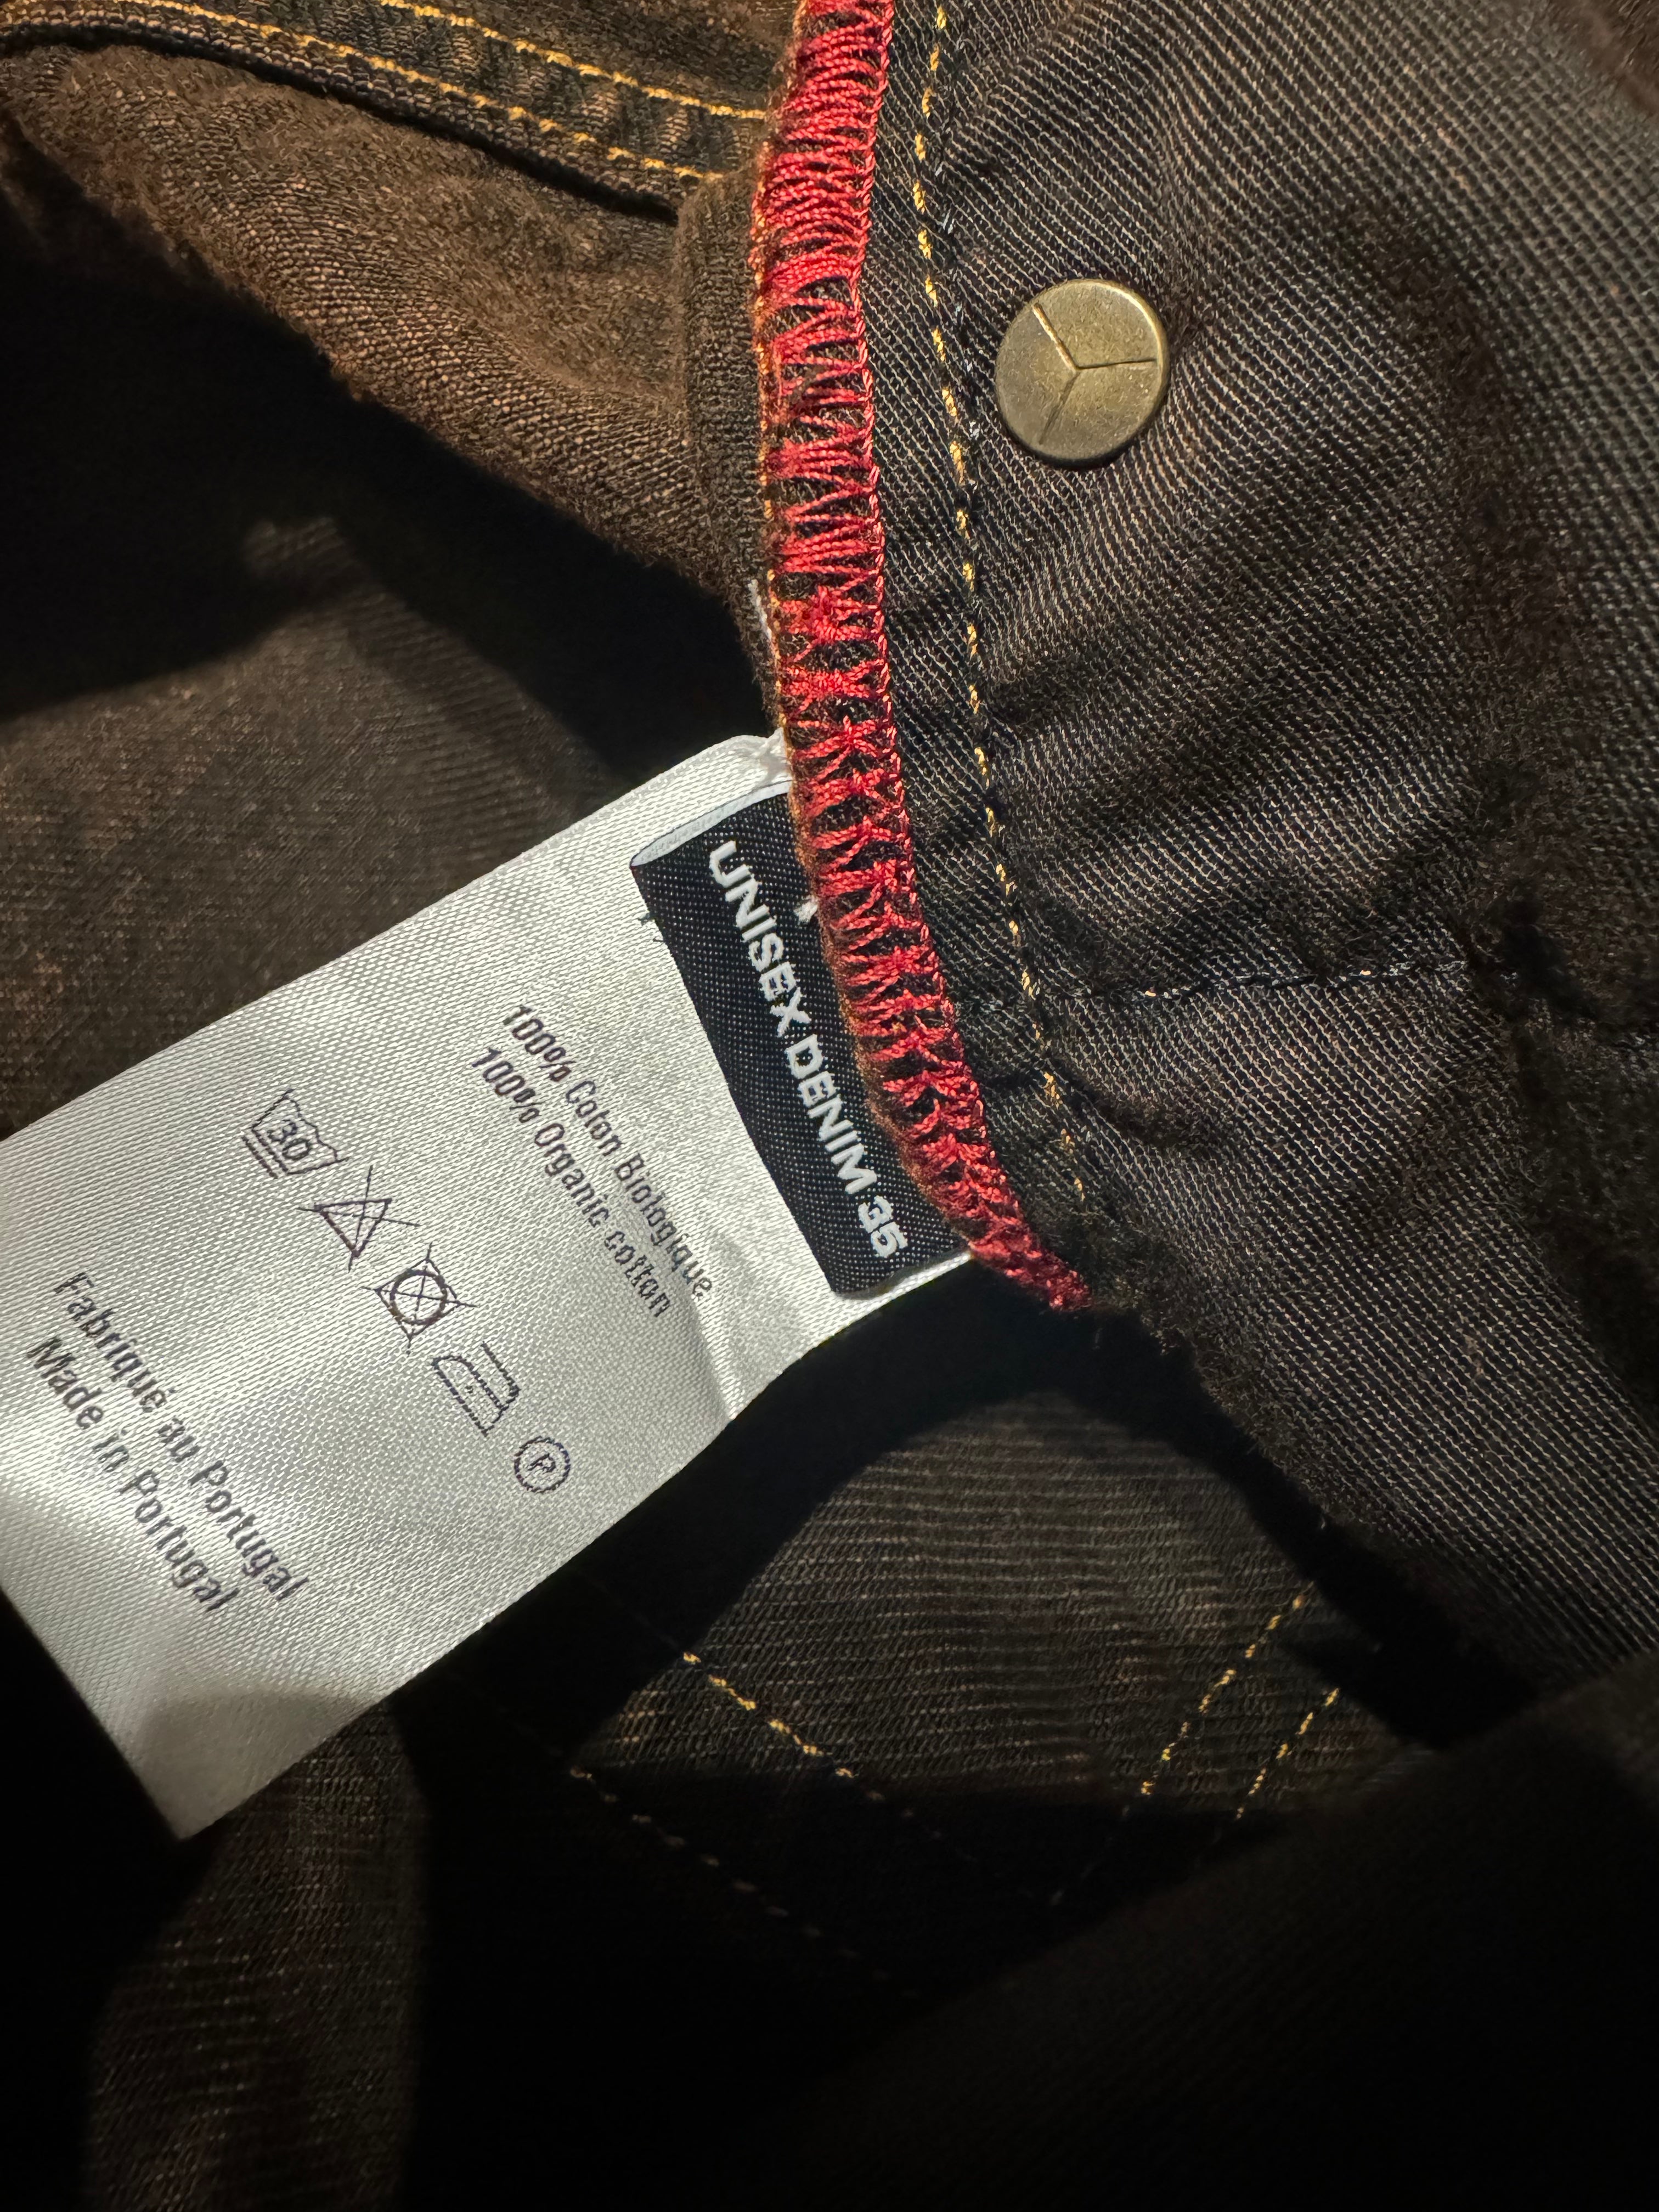 UNISEX DENIM 35
100% Coton Biologique
100% Organic cotton
30
P
Fabriqué au Portugal
Made in Portugal